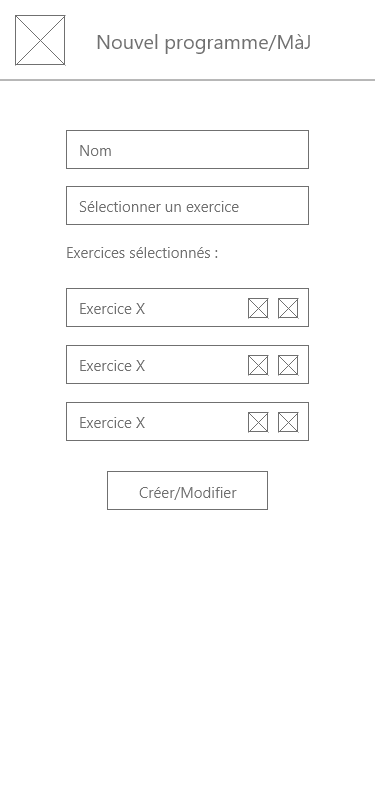 Nouvel programme/MàJ
Nom
Sélectionner un exercice
Exercices sélectionnés :
Exercice X
Exercice X
Exercice X
Créer/Modifier